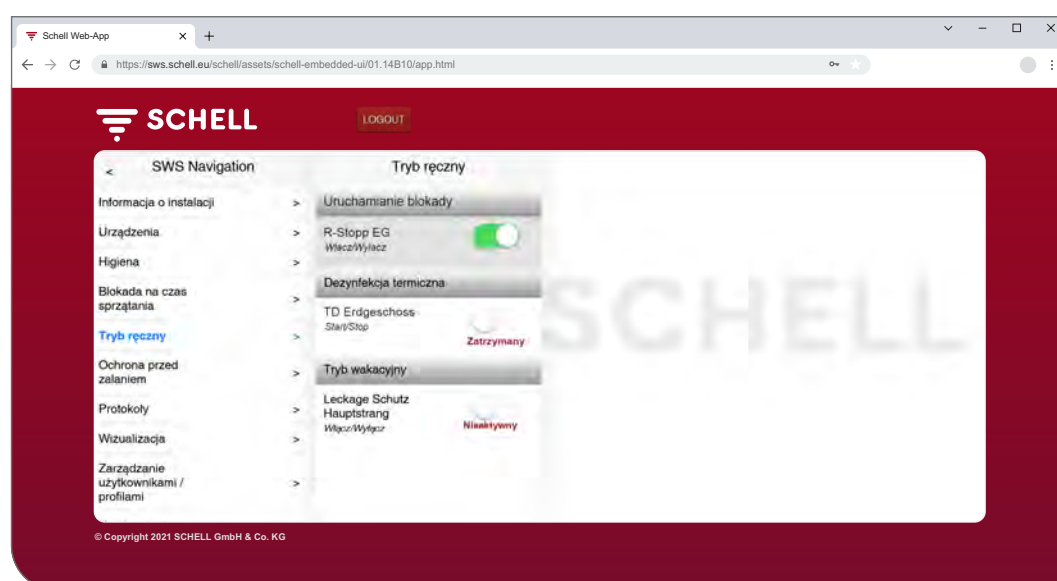 Schell Web-App
https://sws.schell.eu/schell/assets/schell-embedded-ui/01.14B10/app.html
SCHELL
LOGOUT
< SWS Navigation
Informacja o instalacji >
Urządzenia >
Higiena >
Blokada na czas
sprzątania >
Tryb ręczny >
Ochrona przed
zalaniem >
Protokoły >
Wizualizacja >
Zarządzanie
użytkownikami /
profilami >
Tryb ręczny
Uruchamianie blokady
R-Stopp EG
Włącz/Wyłącz
Dezynfekcja termiczna
TD Erdgeschoss
Start/Stop
Zatrzymany
Tryb wakacyjny
Leckage Schutz
Hauptstrang
Włącz/Wyłącz
Nieaktywny
SCHELL
© Copyright 2021 SCHELL GmbH & Co. KG